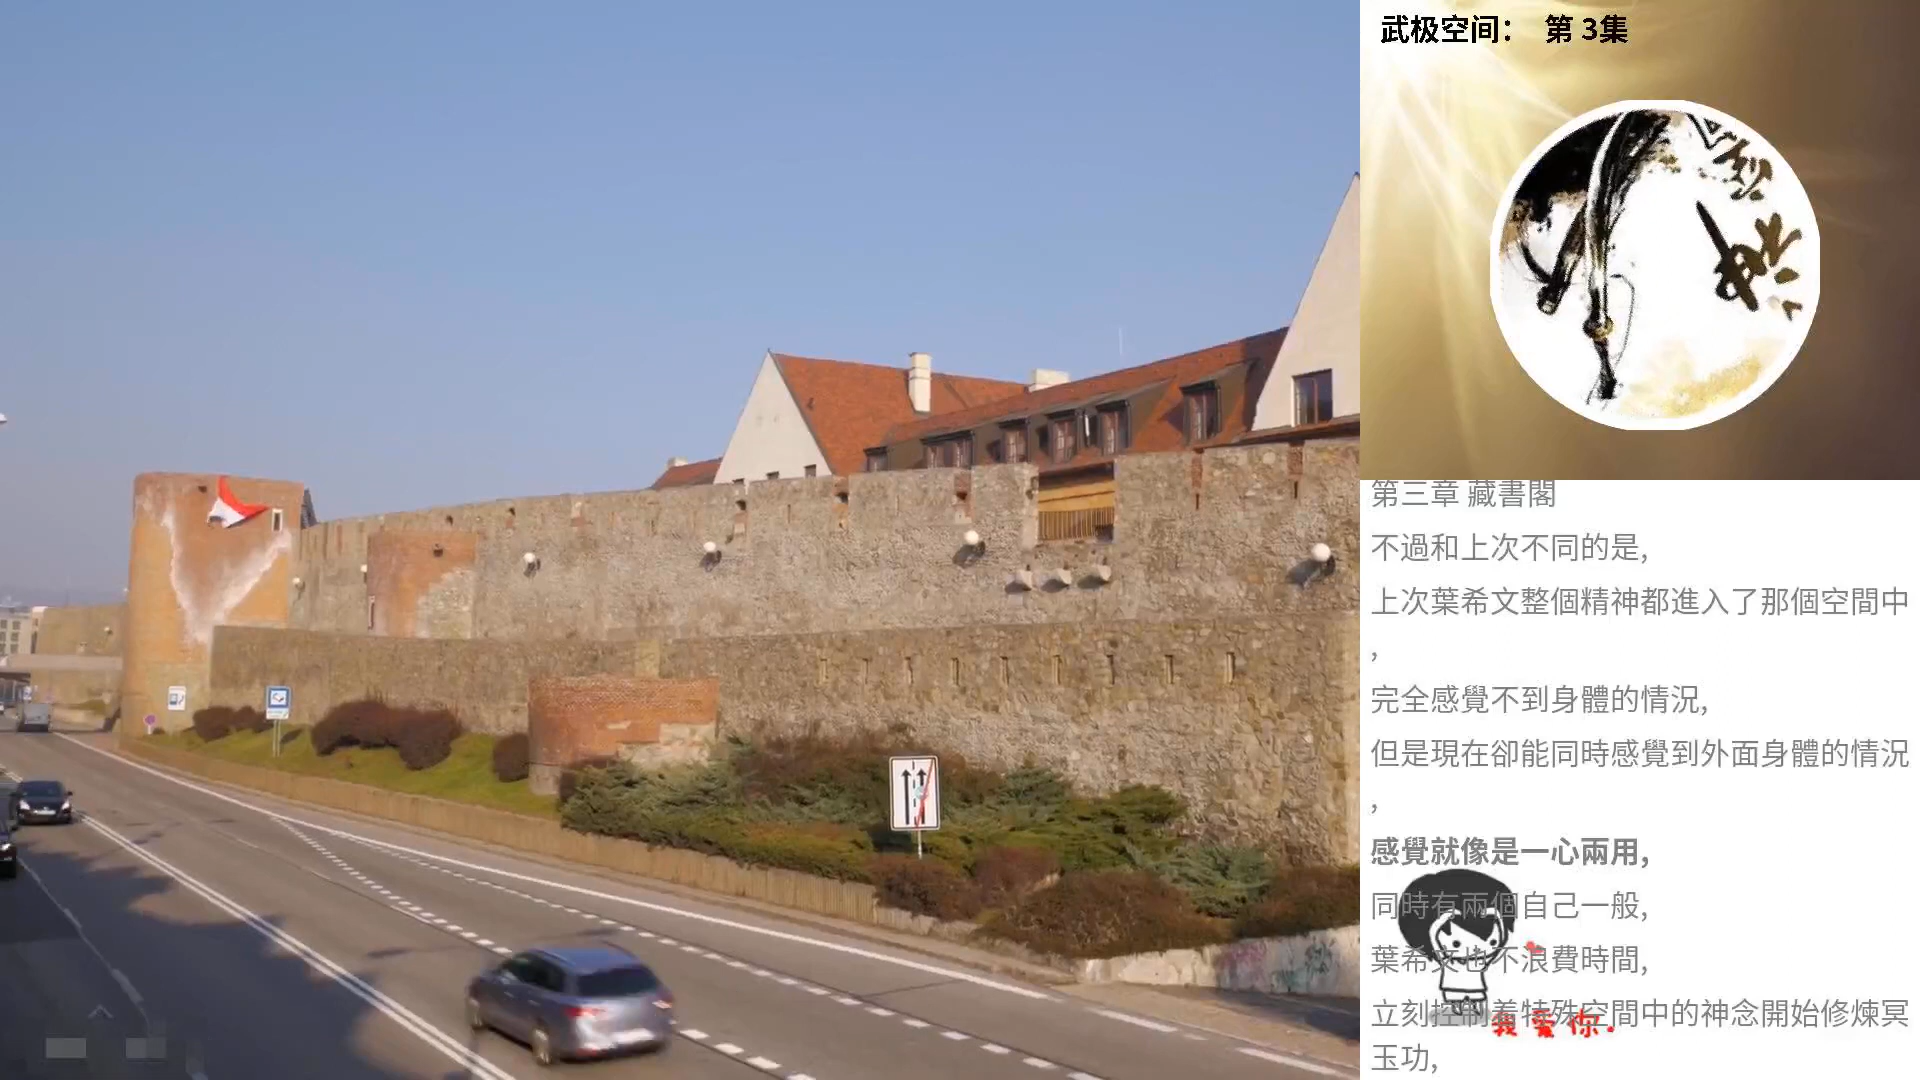 武极空间： 第 3集
第三章 藏書閣
不過和上次不同的是,
上次葉希文整個精神都進入了那個空間中
,
完全感覺不到身體的情況,
但是現在卻能同時感覺到外面身體的情況
,
感覺就像是一心兩用,
同時有兩個自己一般,
葉希文也不浪費時間,
立刻控制着特殊空間中的神念開始修煉冥
玉功,
我愛你.